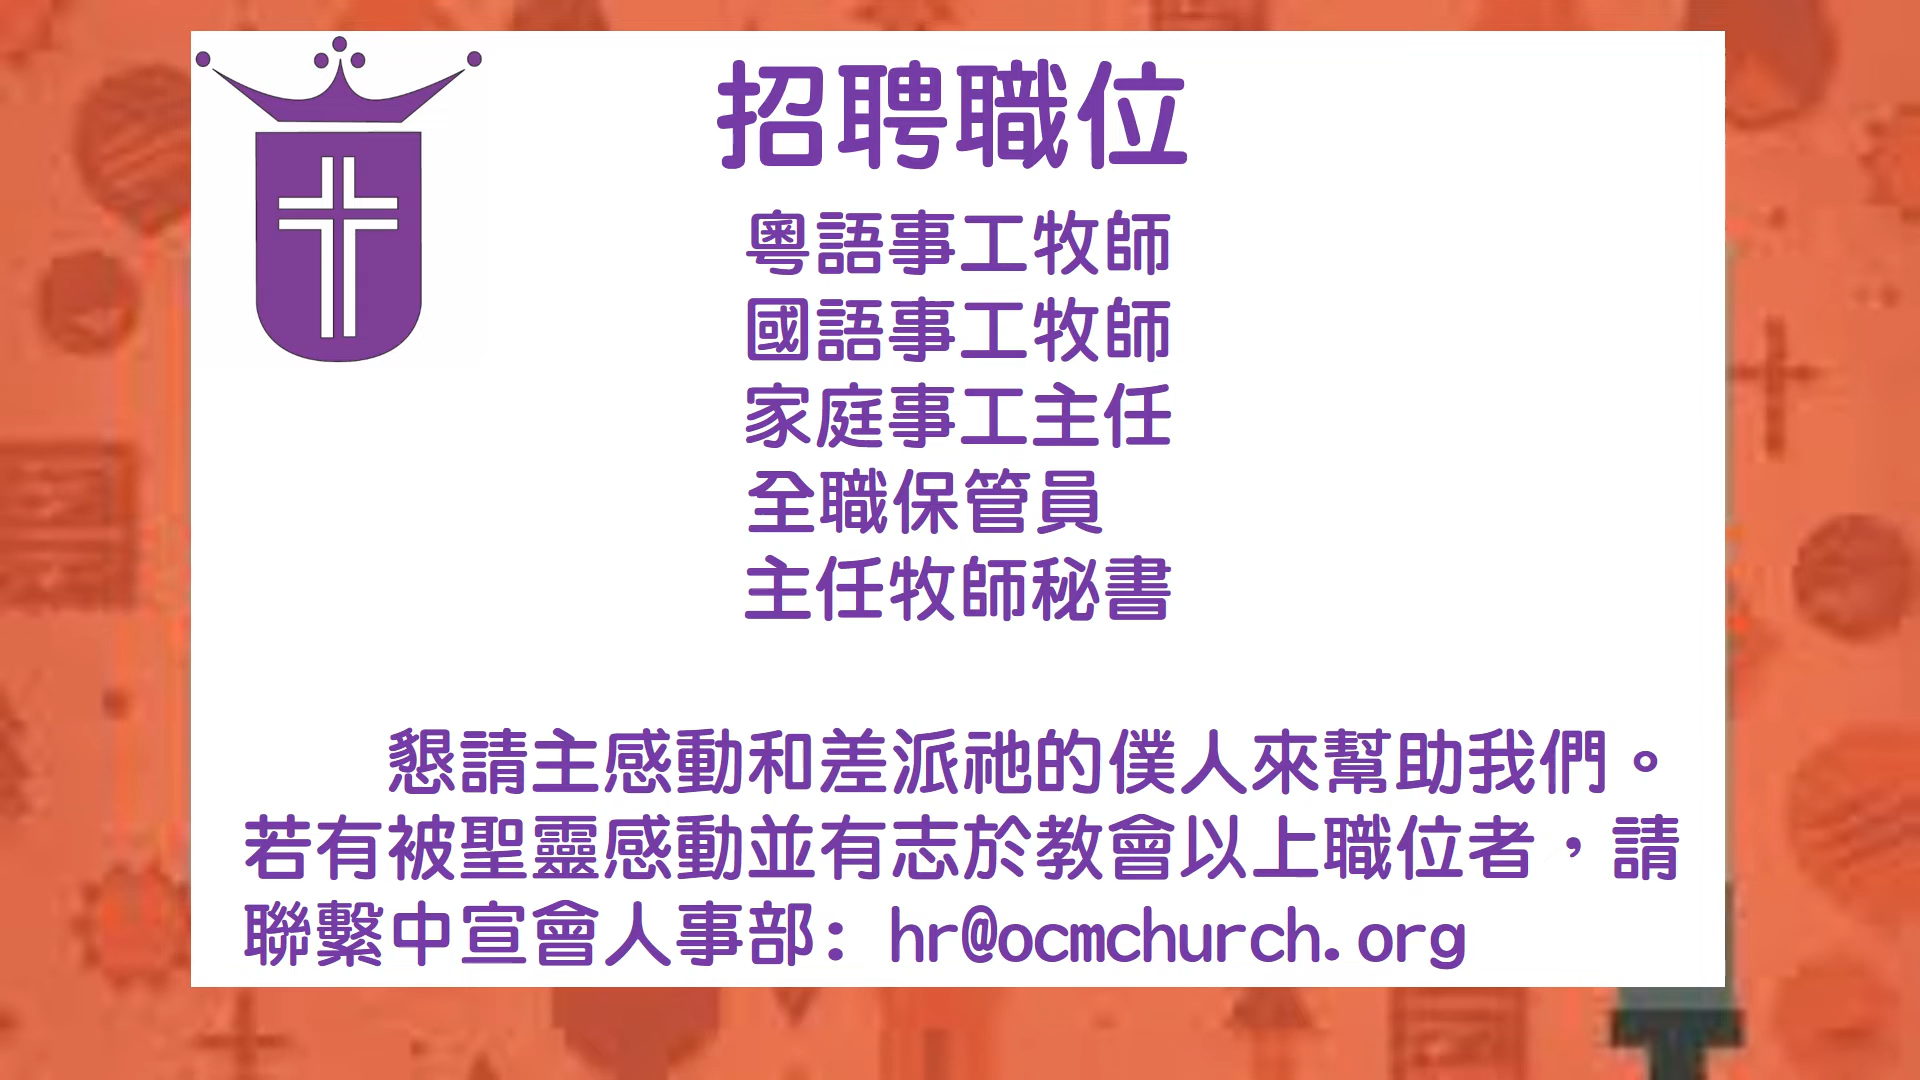 招聘職位
粵語事工牧師
國語事工牧師
家庭事工主任
全職保管員
主任牧師秘書
懇請主感動和差派祂的僕人來幫助我們。
若有被聖靈感動並有志於教會以上職位者，請
聯繫中宣會人事部: hr@ocmchurch.org